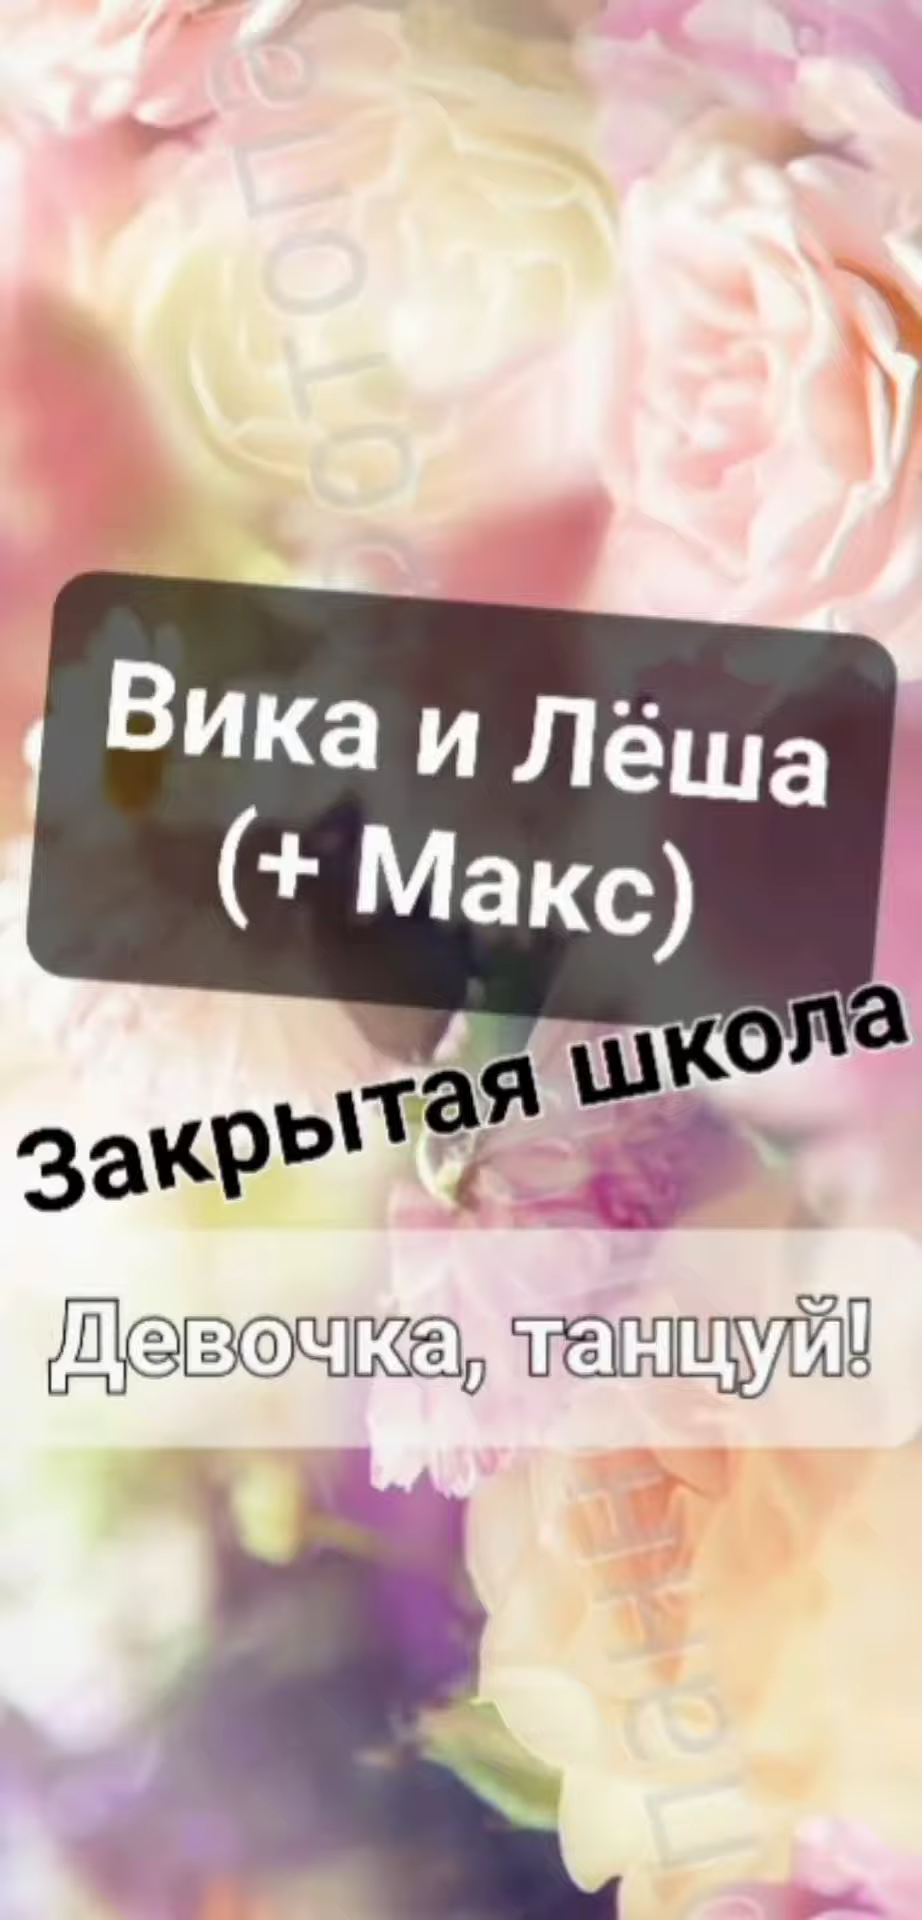 Вика и Лёша
(+ Макс)
Закрытая школа
Девочка, танцуй!